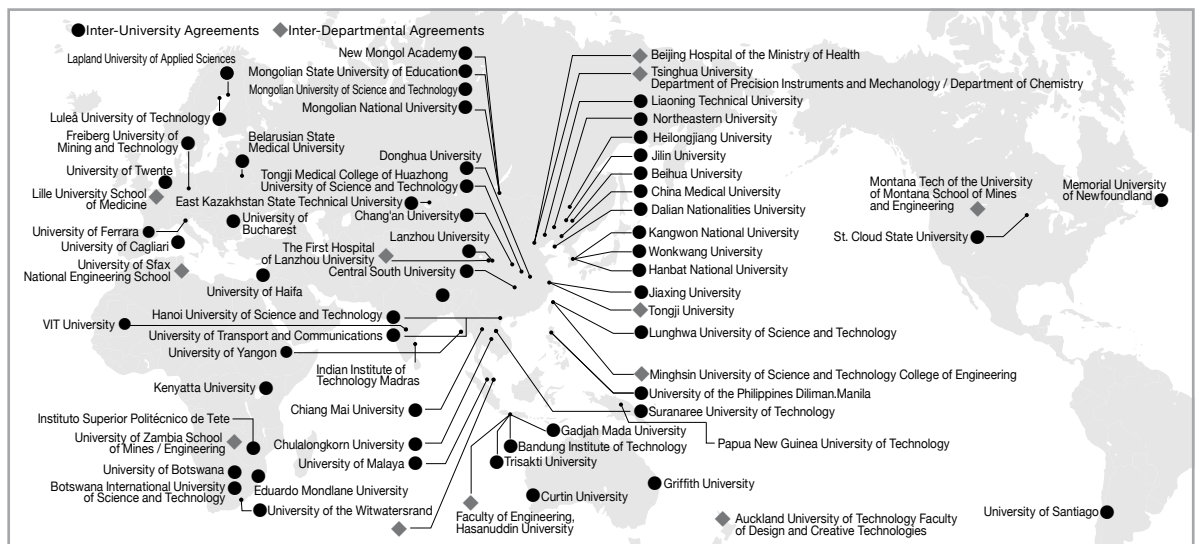 Inter-University Agreements
Inter-Departmental Agreements
Lapland University of Applied Sciences
Luleå University of Technology
Freiberg University of
Mining and Technology
Belarusian State
Medical University
University of Twente
Lille University School
of Medicine
University of Ferrara
University of Cagliari
University of Sfax
National Engineering School
University of
Bucharest
University of Haifa
New Mongol Academy
Mongolian State University of Education
Mongolian University of Science and Technology
Mongolian National University
Donghua University
Tongji Medical College of Huazhong
University of Science and Technology
East Kazakhstan State Technical University
Chang'an University
Lanzhou University
The First Hospital
of Lanzhou University
Central South University
Hanoi University of Science and Technology
VIT University
University of Transport and Communications
University of Yangon
Indian Institute of
Technology Madras
Kenyatta University
Chiang Mai University
Instituto Superior Politécnico de Tete
University of Zambia School
of Mines / Engineering
Chulalongkorn University
University of Malaya
University of Botswana
Botswana International University
of Science and Technology
Eduardo Mondlane University
University of the Witwatersrand
Beijing Hospital of the Ministry of Health
Tsinghua University
Department of Precision Instruments and Mechanology / Department of Chemistry
Liaoning Technical University
Northeastern University
Heilongjiang University
Jilin University
Beihua University
China Medical University
Dalian Nationalities University
Kangwon National University
Wonkwang University
Hanbat National University
Jiaxing University
Tongji University
Lunghwa University of Science and Technology
Minghsin University of Science and Technology College of Engineering
University of the Philippines Diliman.Manila
Suranaree University of Technology
Papua New Guinea University of Technology
Gadjah Mada University
Bandung Institute of Technology
Trisakti University
Faculty of Engineering,
Hasanuddin University
Curtin University
Griffith University
Auckland University of Technology Faculty
of Design and Creative Technologies
Montana Tech of the University
of Montana School of Mines
and Engineering
Memorial University
of Newfoundland
St. Cloud State University
University of Santiago